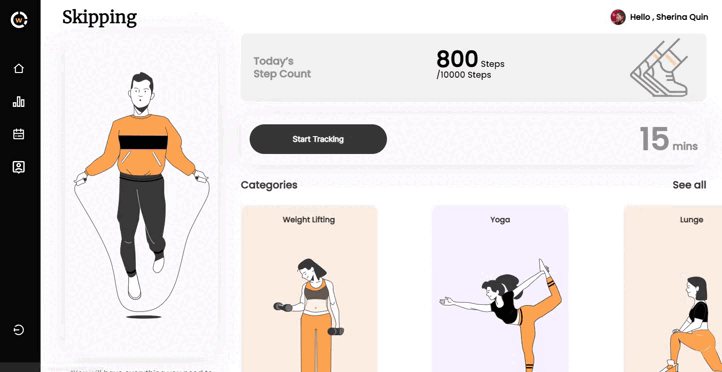 Skipping
Hello , Sherina Quin
W
Today's
Step Count
800 Steps
/10000 Steps
Start Tracking
15 mins
Categories
See all
Weight Lifting
Yoga
Lunge